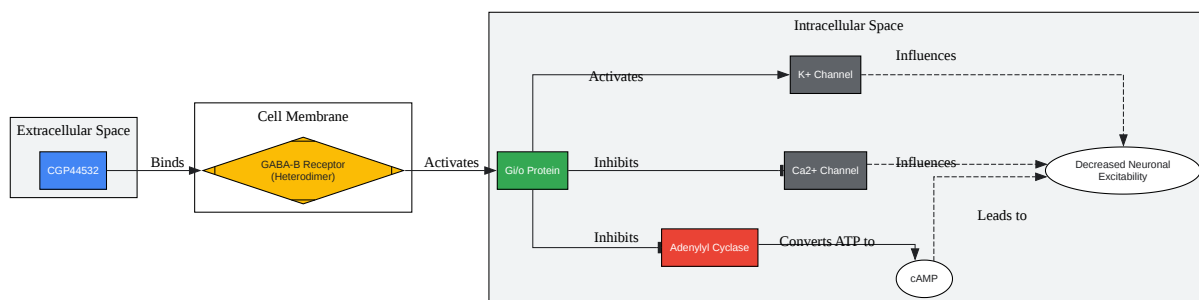 Intracellular Space
Influences
K+ Channel
Activates
Extracellular Space
Cell Membrane
CGP44532
Binds
GABA-B Receptor
(Heterodimer)
Activates
Gi/o Protein
Inhibits
Ca2+ Channel
Influences
Decreased Neuronal
Excitability
Leads to
Inhibits
Adenylyl Cyclase
Converts ATP to
cAMP